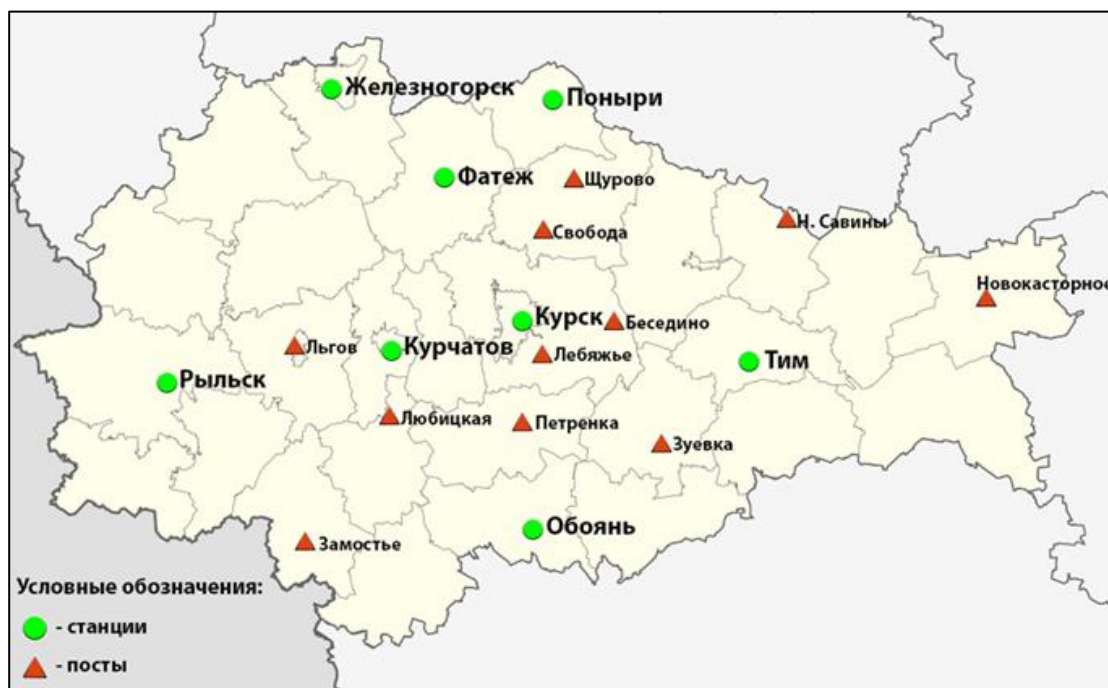 Железногорск
Поныри
Фатеж
Щурово
Свобода
Н. Савины
Новокасторное
Курск
Беседино
Льгов
Курчатов
Лебяжье
Тим
Рыльск
Любицкая
Петренка
Зуевка
Обоянь
Замостье
Условные обозначения:
- станции
- посты